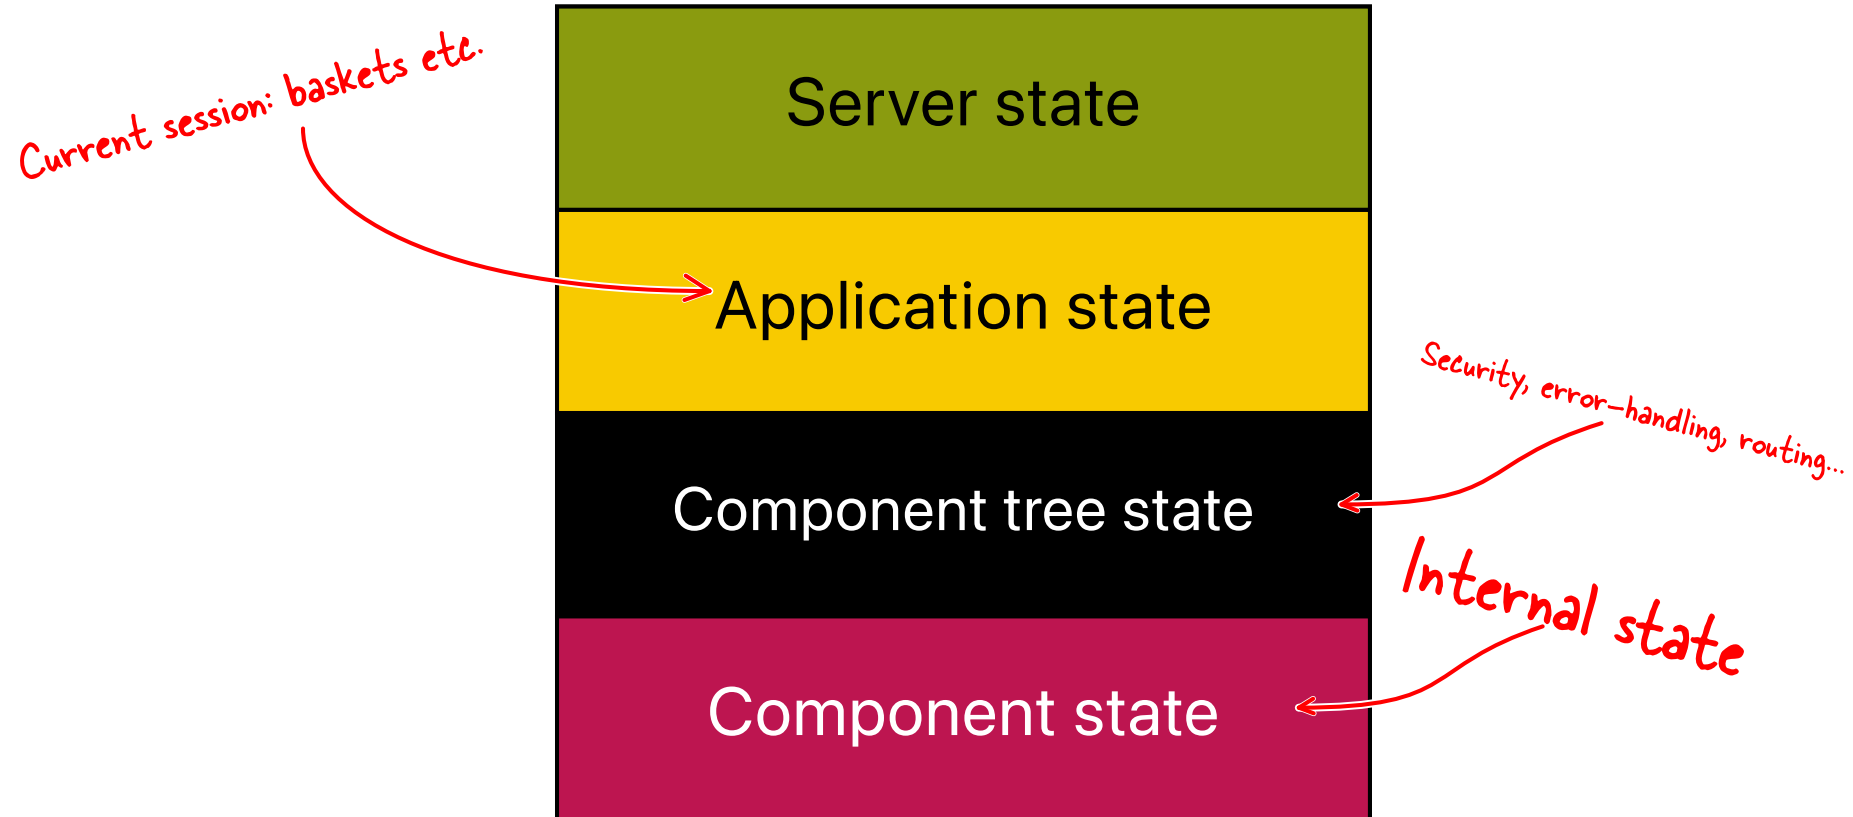 Current session: baskets etc.
Server state
Application state
Security, error-handling, routing...
Component tree state
Internal state
Component state